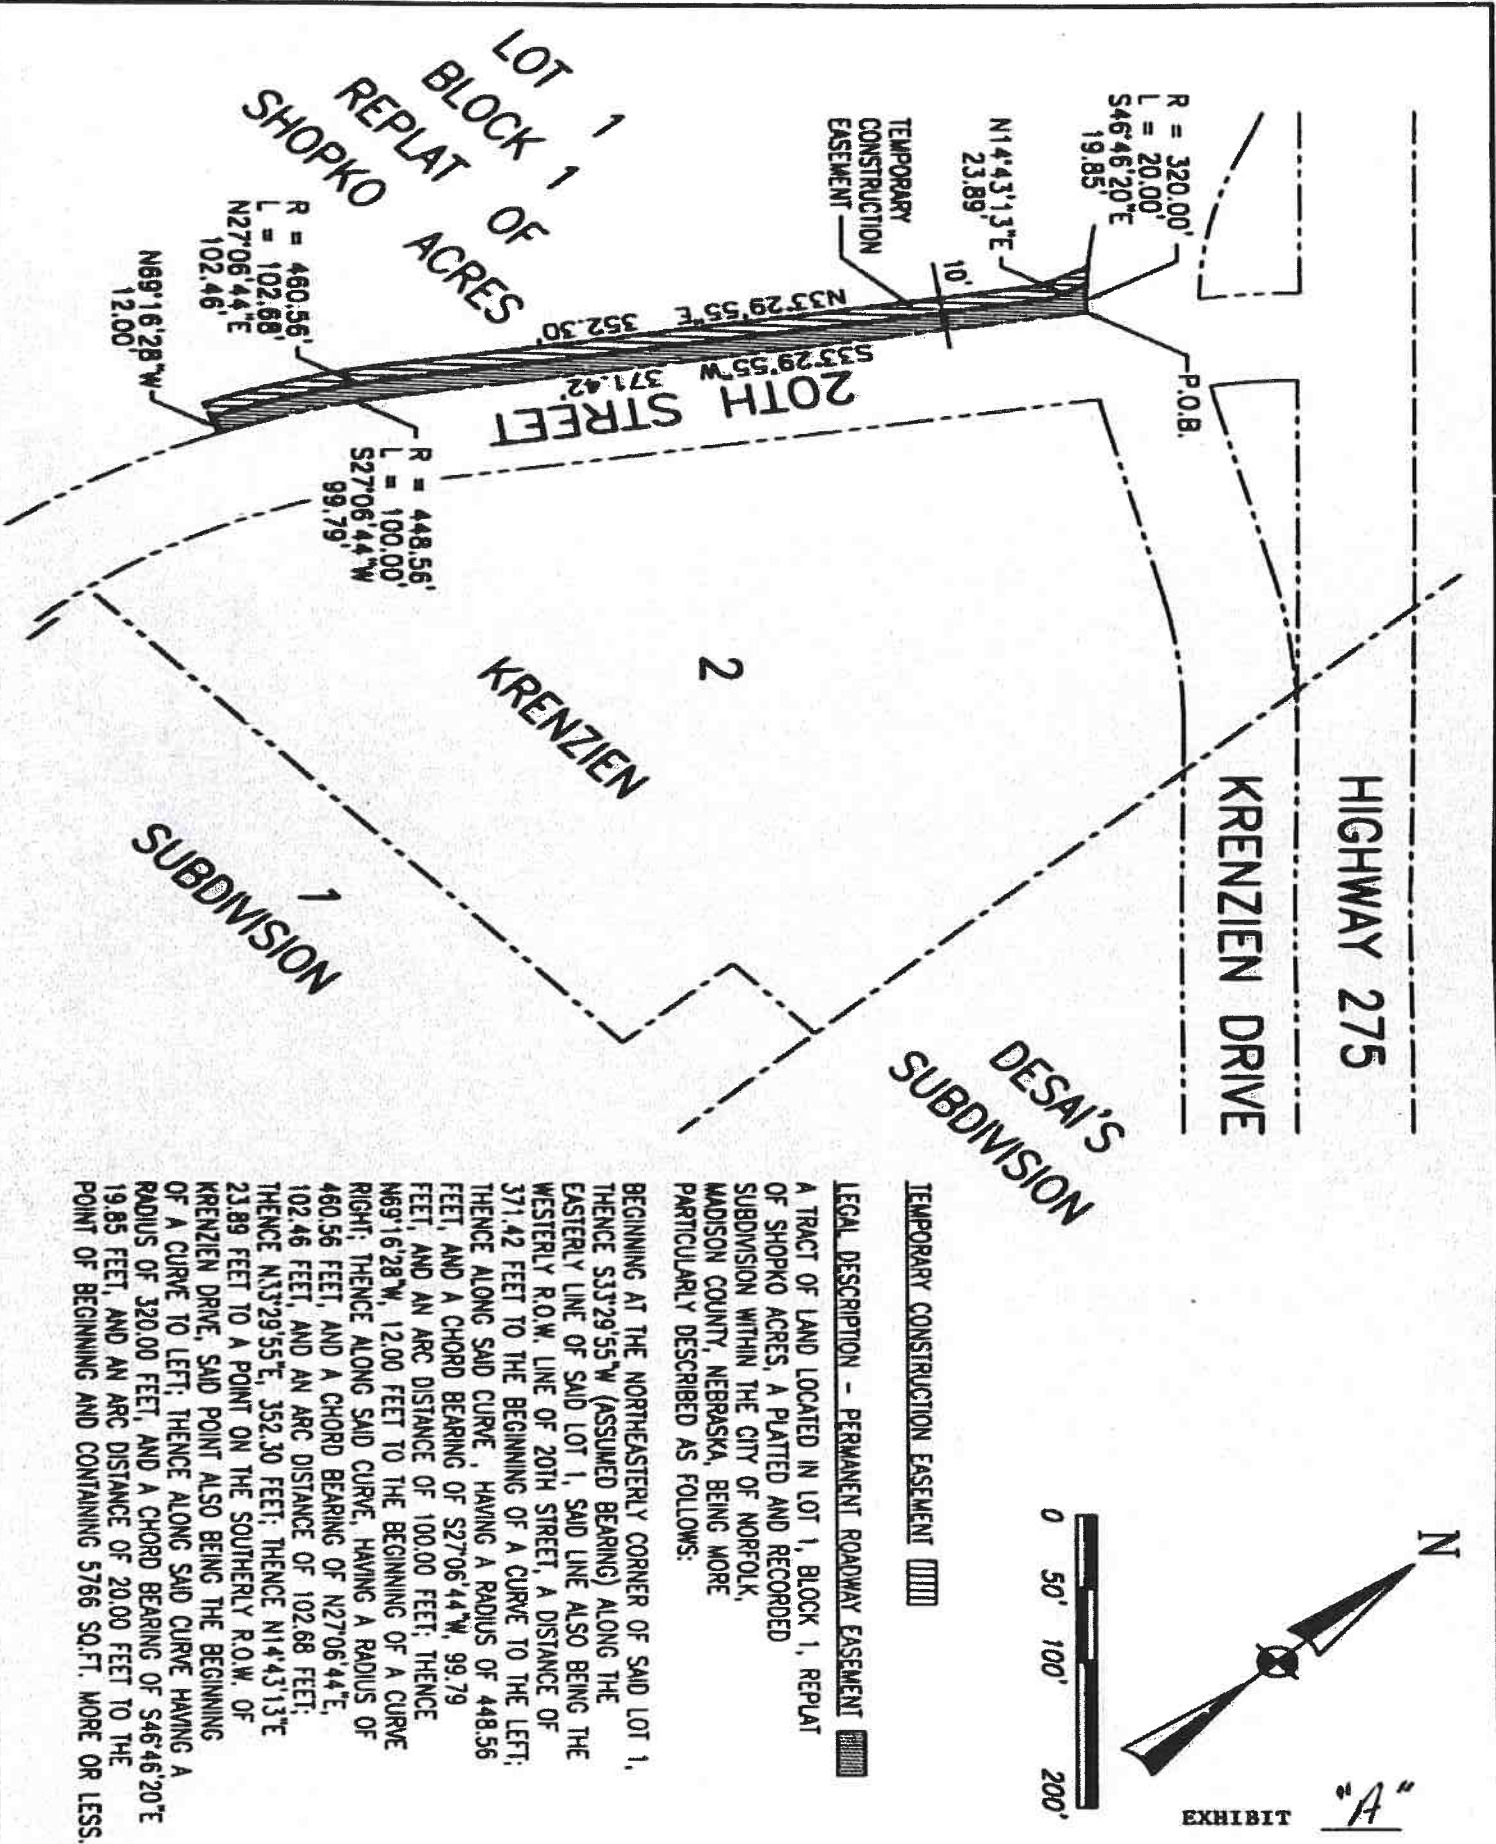 HIGHWAY 275
KRENZIEN DRIVE
DESAI'S
SUBDIVISION
R = 320.00'
L = 20.00'
S46°46'20"E
19.85'
N14°43'13"E
23.89'
TEMPORARY
CONSTRUCTION
EASEMENT
10'
P.O.B.
N33°29'55"E 352.30'
S33°29'55"W 371.42'
20TH STREET
LOT 1
BLOCK 1
REPLAT OF
SHOPKO ACRES
R = 460.56'
L = 102.68'
N27°06'44"E
102.46'
N69°16'28"W
12.00'
R = 448.56'
L = 100.00'
S27°06'44"W
99.79'
2
KRENZIEN
1
SUBDIVISION
N
0 50' 100' 200'
EXHIBIT "A"
TEMPORARY CONSTRUCTION EASEMENT
LEGAL DESCRIPTION - PERMANENT ROADWAY EASEMENT
A TRACT OF LAND LOCATED IN LOT 1, BLOCK 1, REPLAT
OF SHOPKO ACRES, A PLATTED AND RECORDED
SUBDIVISION WITHIN THE CITY OF NORFOLK,
MADISON COUNTY, NEBRASKA, BEING MORE
PARTICULARLY DESCRIBED AS FOLLOWS:
BEGINNING AT THE NORTHEASTERLY CORNER OF SAID LOT 1,
THENCE S33°29'55"W (ASSUMED BEARING) ALONG THE
EASTERLY LINE OF SAID LOT 1, SAID LINE ALSO BEING THE
WESTERLY R.O.W. LINE OF 20TH STREET, A DISTANCE OF
371.42 FEET TO THE BEGINNING OF A CURVE TO THE LEFT;
THENCE ALONG SAID CURVE , HAVING A RADIUS OF 448.56
FEET, AND A CHORD BEARING OF S27°06'44"W, 99.79
FEET, AND AN ARC DISTANCE OF 100.00 FEET; THENCE
N69°16'28"W, 12.00 FEET TO THE BEGINNING OF A CURVE
RIGHT; THENCE ALONG SAID CURVE, HAVING A RADIUS OF
460.56 FEET, AND A CHORD BEARING OF N27°06'44"E,
102.46 FEET, AND AN ARC DISTANCE OF 102.68 FEET;
THENCE N33°29'55"E, 352.30 FEET; THENCE N14°43'13"E
23.89 FEET TO A POINT ON THE SOUTHERLY R.O.W. OF
KRENZIEN DRIVE, SAID POINT ALSO BEING THE BEGINNING
OF A CURVE TO LEFT; THENCE ALONG SAID CURVE HAVING A
RADIUS OF 320.00 FEET, AND A CHORD BEARING OF S46°46'20"E
19.85 FEET, AND AN ARC DISTANCE OF 20.00 FEET TO THE
POINT OF BEGINNING AND CONTAINING 5766 SQ.FT. MORE OR LESS.